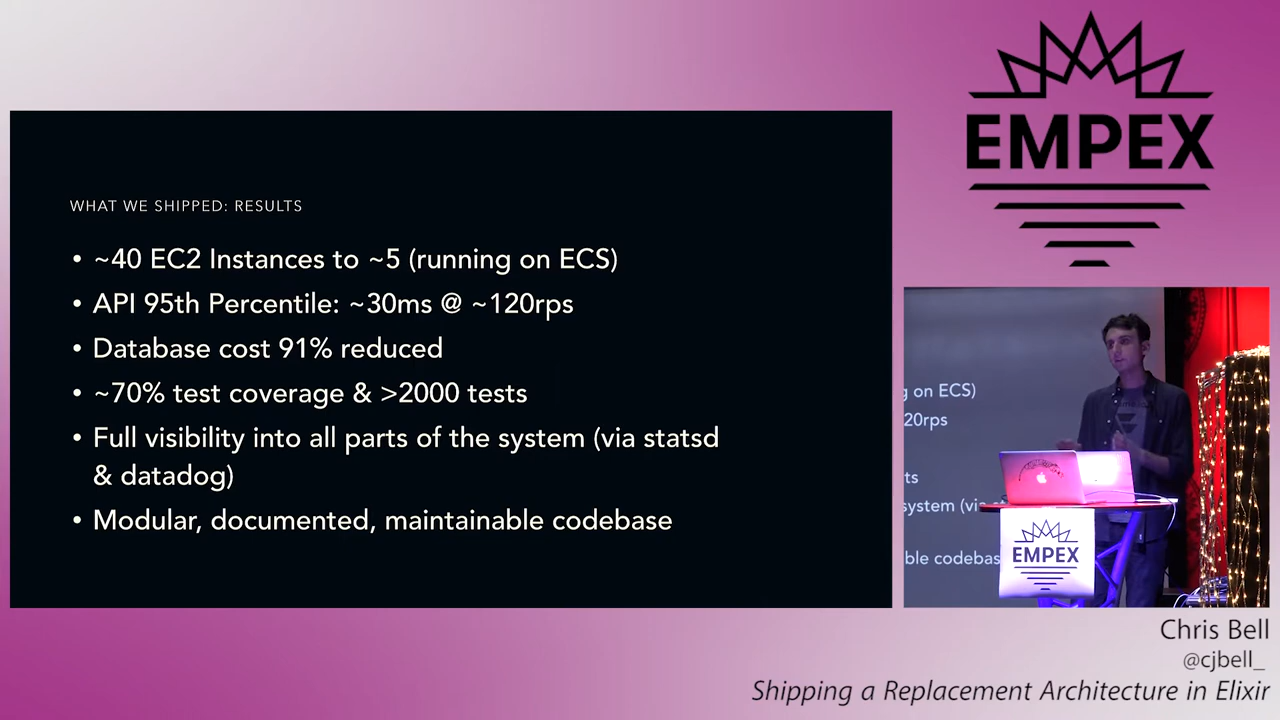 WHAT WE SHIPPED: RESULTS
• ~40 EC2 Instances to ~5 (running on ECS)
• API 95th Percentile: ~30ms @ ~120rps
• Database cost 91% reduced
• ~70% test coverage & >2000 tests
• Full visibility into all parts of the system (via statsd
& datadog)
• Modular, documented, maintainable codebase
EMPEX
g on ECS)
20rps
ts
system (via
ble codebas
EMPEX
Chris Bell
@cjbell_
Shipping a Replacement Architecture in Elixir